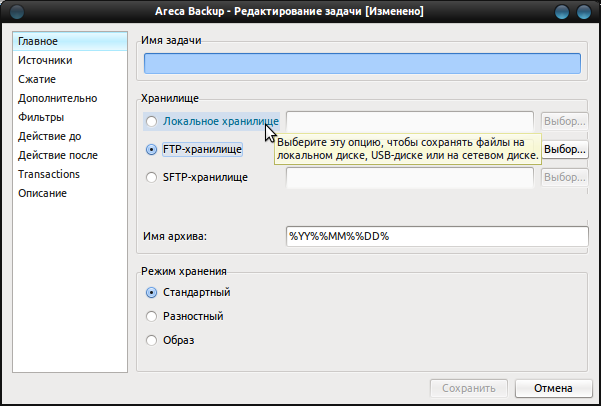 Areca Backup - Редактирование задачи [Изменено]
Главное
Источники
Сжатие
Дополнительно
Фильтры
Действие до
Действие после
Transactions
Описание
Имя задачи
Хранилище
Локальное хранилище
Выбор...
Выберите эту опцию, чтобы сохранять файлы на
локальном диске, USB-диске или на сетевом диске.
FTP-хранилище
Выбор...
SFTP-хранилище
Выбор...
Имя архива:
%YY%%MM%%DD%
Режим хранения
Стандартный
Разностный
Образ
Сохранить
Отмена